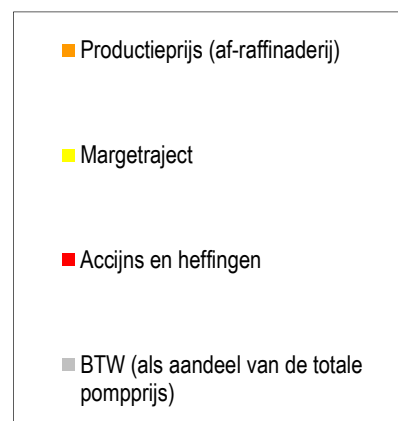 Productieprijs (af-raffinaderij)
Margetraject
Accijns en heffingen
BTW (als aandeel van de totale
pompprijs)